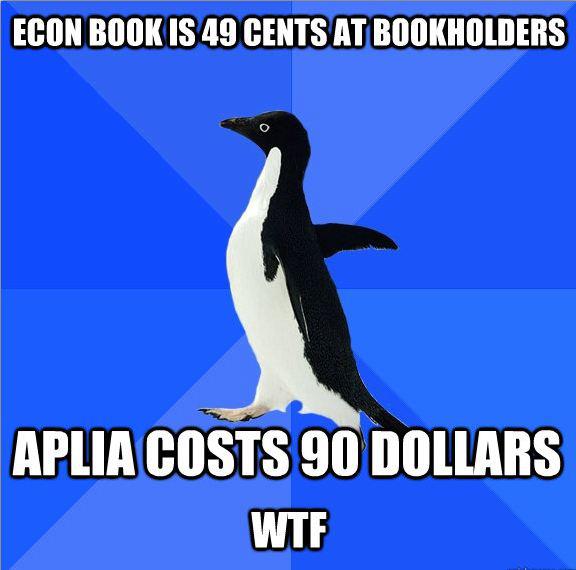 ECON BOOK IS 49 CENTS AT BOOKHOLDERS
APLIA COSTS 90 DOLLARS
WTF